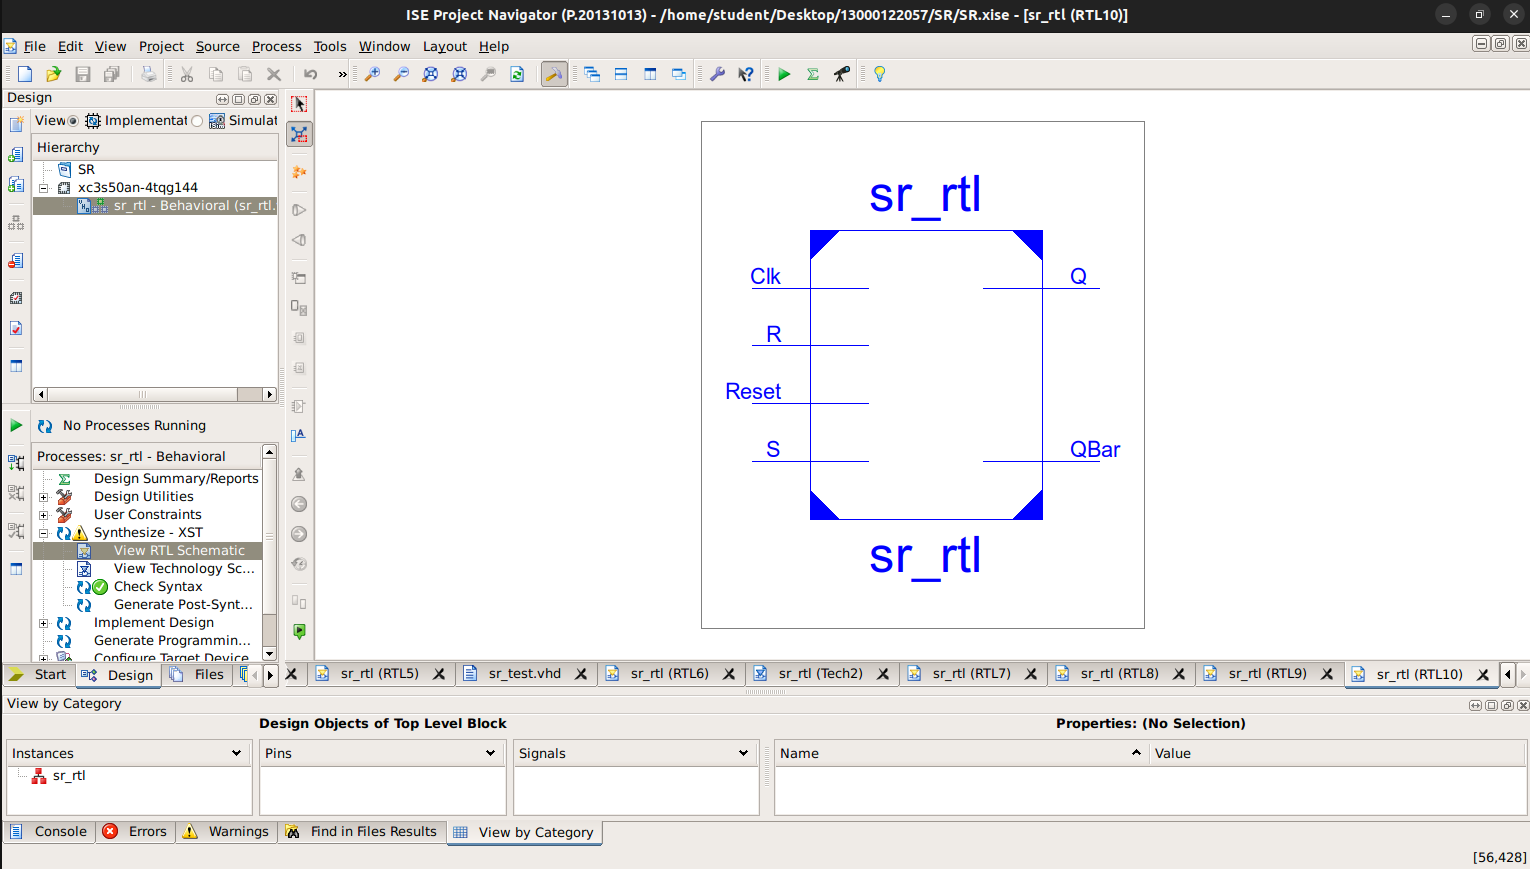 ISE Project Navigator (P.20131013) - /home/student/Desktop/13000122057/SR/SR.xise - [sr_rtl (RTL10)]
File Edit View Project Source Process Tools Window Layout Help
»
Design
View Implementat Simulat
Hierarchy
SR
xc3s50an-4tqg144
sr_rtl - Behavioral (sr_rtl.
No Processes Running
Processes: sr_rtl - Behavioral
Design Summary/Reports
Design Utilities
User Constraints
Synthesize - XST
View RTL Schematic
View Technology Sc...
Check Syntax
Generate Post-Synt...
Implement Design
Generate Programmin...
Configure Target Device
Start Design Files
sr_rtl
Clk Q
R
Reset
S QBar
sr_rtl
sr_rtl (RTL5) sr_test.vhd sr_rtl (RTL6) sr_rtl (Tech2) sr_rtl (RTL7) sr_rtl (RTL8) sr_rtl (RTL9) sr_rtl (RTL10)
View by Category
Design Objects of Top Level Block Properties: (No Selection)
Instances Pins Signals Name Value
sr_rtl
Console Errors Warnings Find in Files Results View by Category
[56,428]